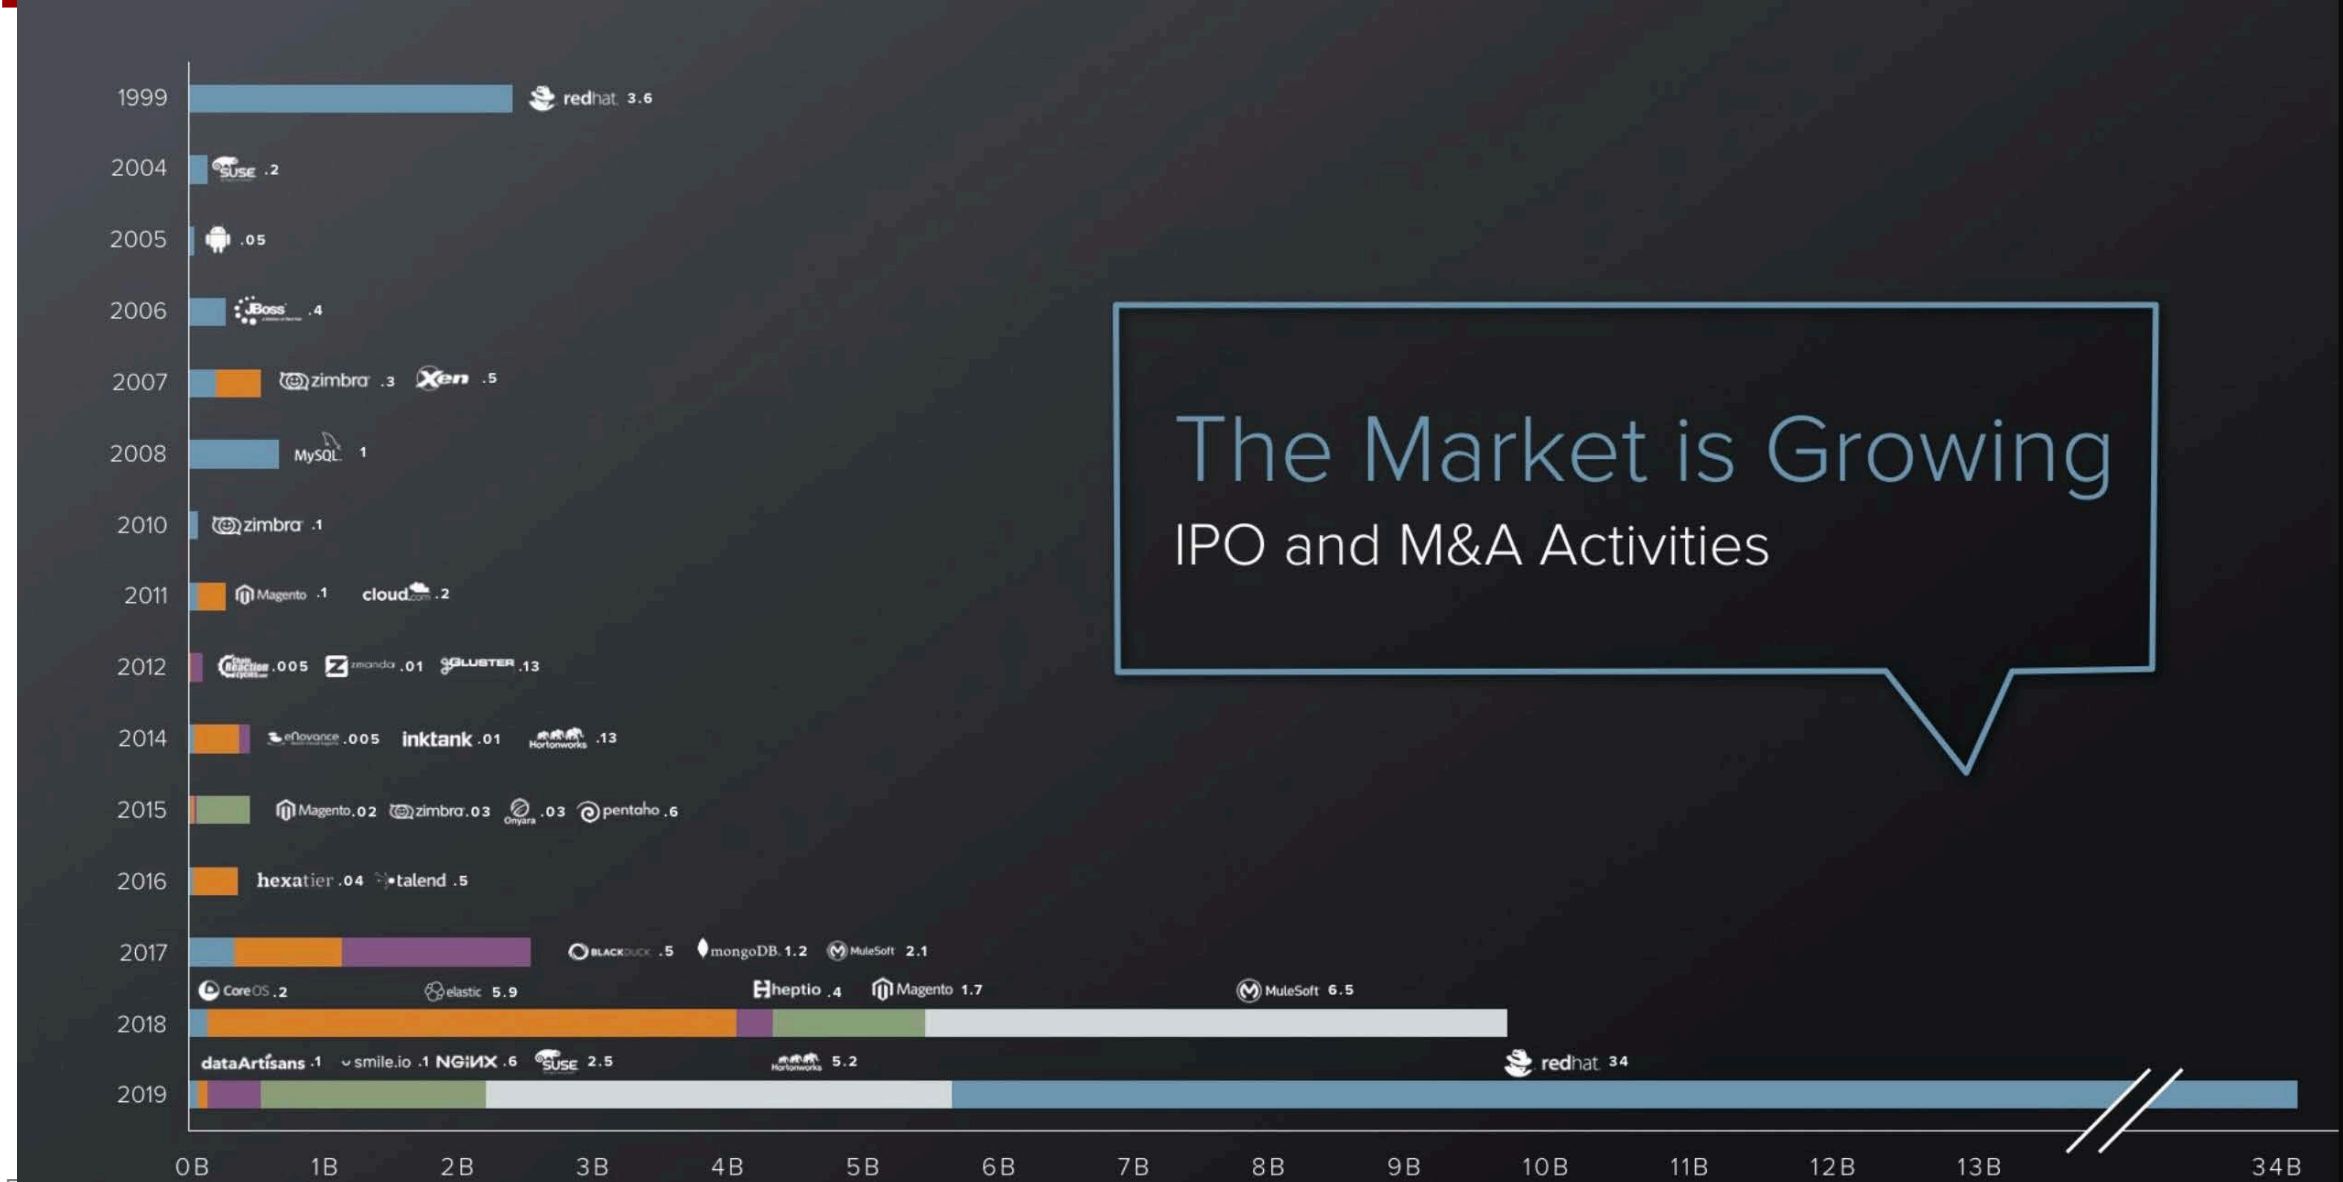 1999 redhat. 3.6
2004 SUSE .2
2005 .05
2006 JBoss .4
2007 zimbra .3 Xen .5
2008 MySQL. 1
2010 zimbra .1
2011 Magento .1 cloud.com .2
2012 Chain Reaction .005 zmanda .01 GLUSTER .13
2014 eNovance .005 inktank .01 Hortonworks .13
2015 Magento .02 zimbra .03 Onyara .03 pentaho .6
2016 hexatier .04 talend .5
2017 BLACKDUCK .5 mongoDB. 1.2 MuleSoft 2.1
CoreOS .2 elastic 5.9 heptio .4 Magento 1.7 MuleSoft 6.5
2018
dataArtisans .1 smile.io .1 NGiNX .6 SUSE 2.5 Hortonworks 5.2 redhat. 34
2019
0B 1B 2B 3B 4B 5B 6B 7B 8B 9B 10B 11B 12B 13B 34B
The Market is Growing
IPO and M&A Activities